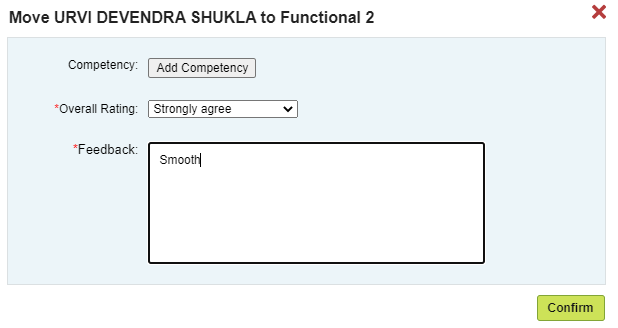 Move URVI DEVENDRA SHUKLA to Functional 2
Competency: Add Competency
*Overall Rating: Strongly agree
*Feedback: Smooth
Confirm